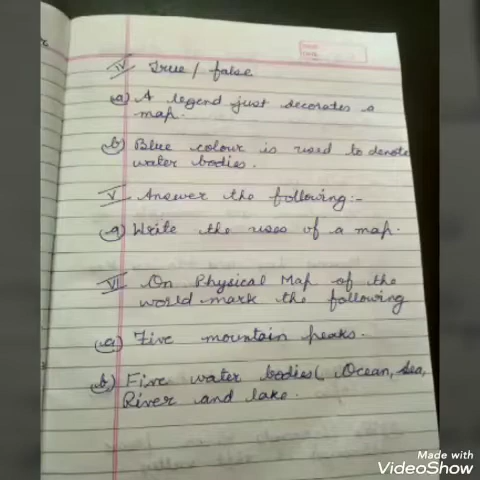 IV True / false
(a) A legend just decorates a
map.
(b) Blue colour is used to denote
water bodies.
V Answer the following :-
(a) Write the uses of a map.
VI On Physical Map of the
world mark the following
(a) Five mountain peaks.
(b) Five water bodies( Ocean, Sea,
River and lake.
Made with
VideoShow